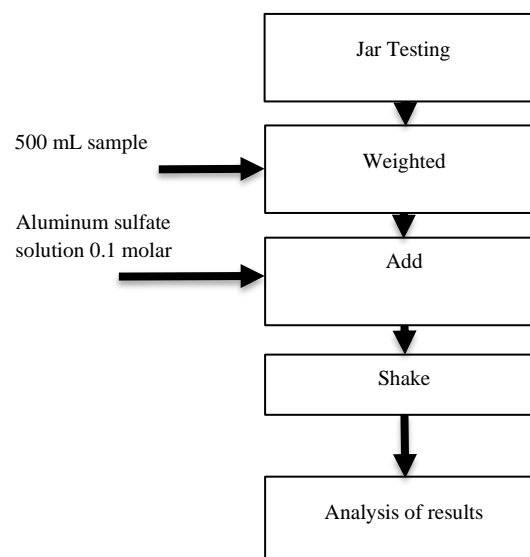 Jar Testing
500 mL sample
Weighted
Aluminum sulfate
solution 0.1 molar
Add
Shake
Analysis of results